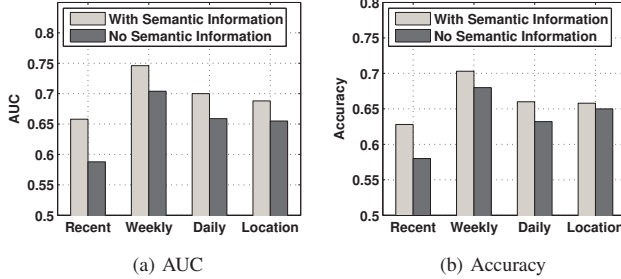 With Semantic Information
No Semantic Information
0.8
0.75
0.7
0.65
0.6
0.55
0.5
AUC
Recent Weekly Daily Location
(a) AUC
With Semantic Information
No Semantic Information
0.8
0.7
0.65
0.6
0.55
0.5
Accuracy
Recent Weekly Daily Location
(b) Accuracy